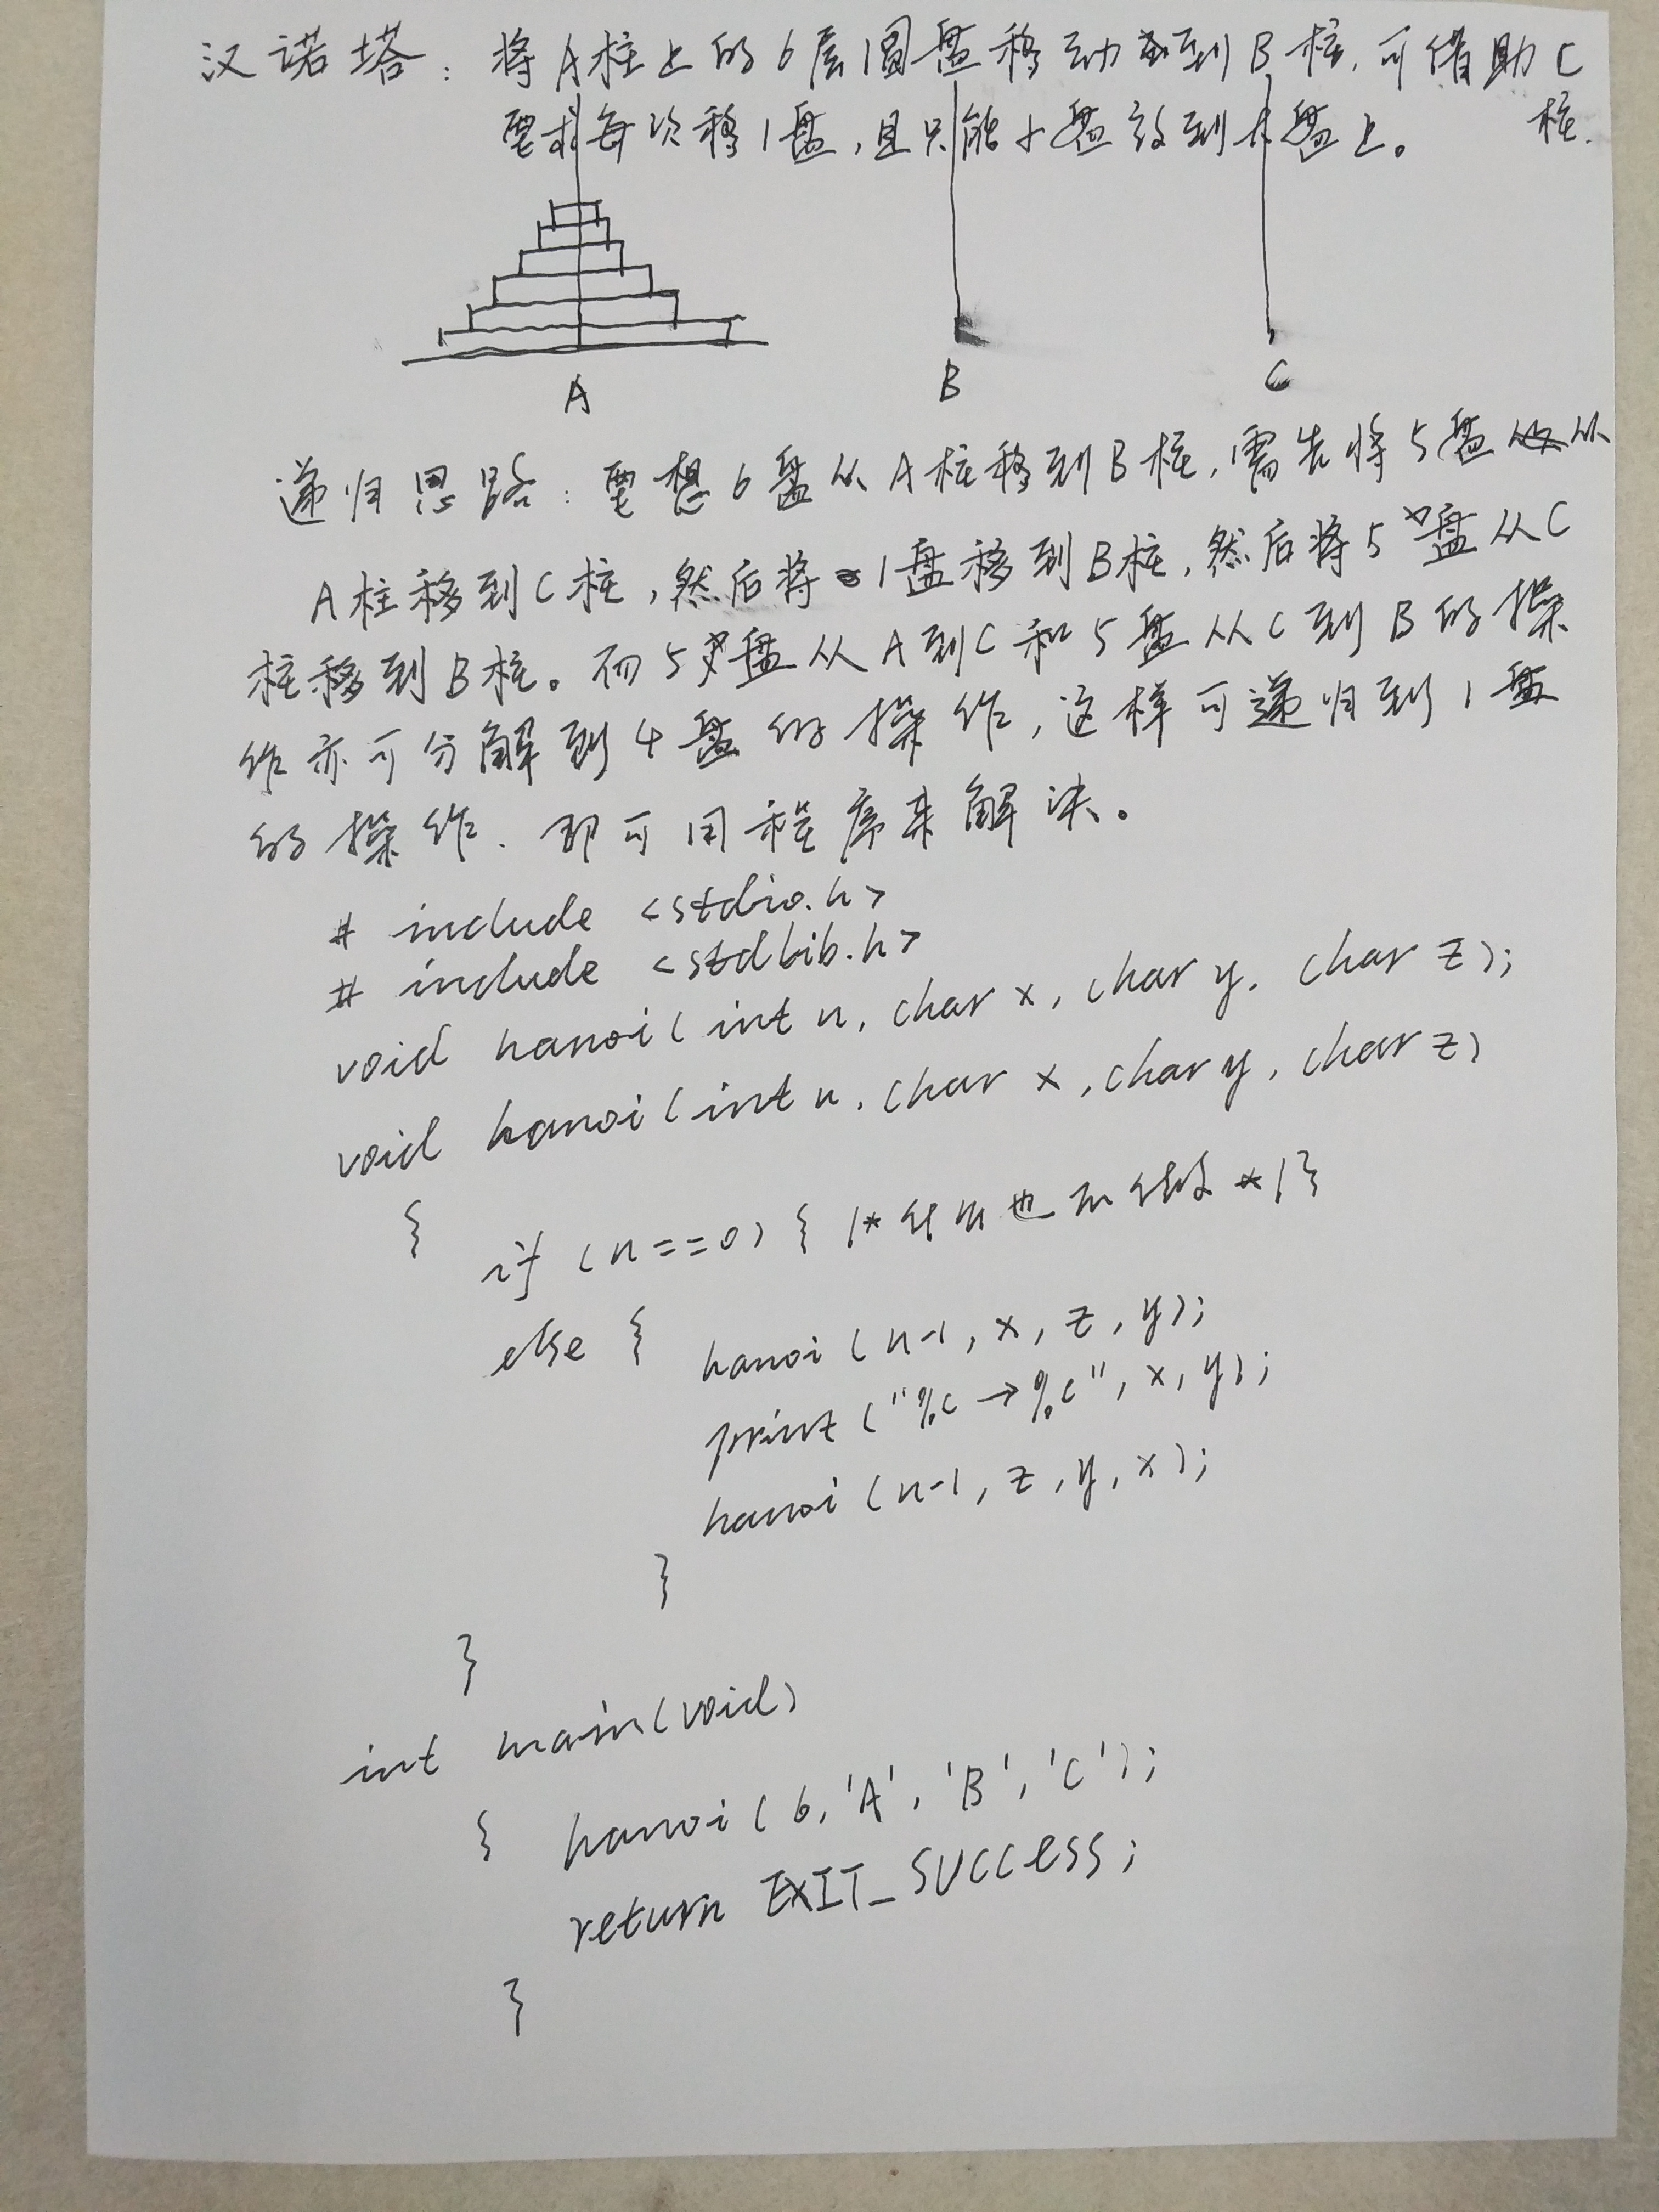 汉诺塔：将A柱上的6层圆盘移动到B柱，可借助C
柱.
要求每次移1盘，且只能小盘放到大盘上。
A B C
递归思路：要想6盘从A柱移到B柱，需先将5盘从
A柱移到C柱，然后将1盘移到B柱，然后将5盘从C
柱移到B柱。而5盘从A到C和5盘从C到B的操
作亦可分解到4盘的操作，这样可递归到1盘
的操作．即可用程序来解决。
# include <stdio.h>
# include <stdlib.h>
void hanoi(int n, char x, char y, char z);
void hanoi(int n, char x, char y, char z)
{
if (n==0) { /*什么也不做*/}
else { hanoi (n-1, x, z, y);
print ("%c→%c", x, y);
hanoi (n-1, z, y, x);
}
}
int main(void)
{ hanoi (6, 'A', 'B', 'C');
return EXIT_SUCCESS;
}